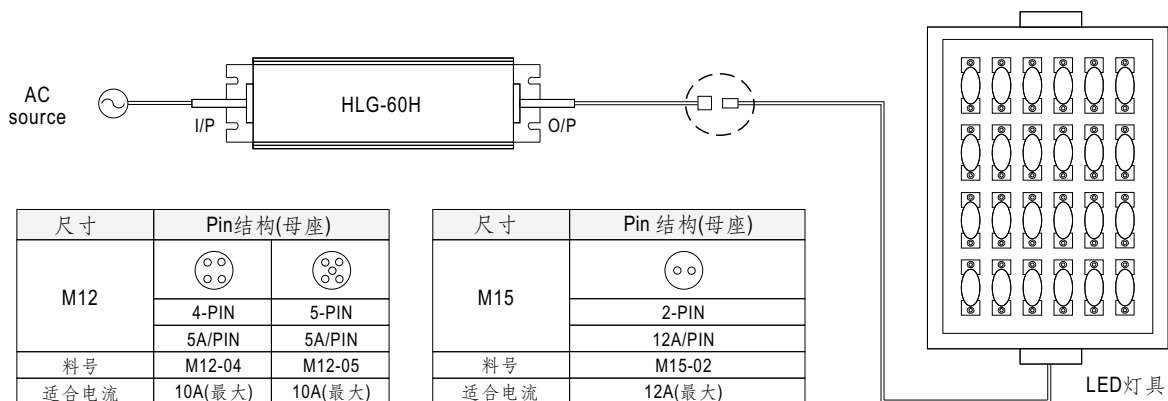 AC
source
I/P
HLG-60H
O/P
尺寸 Pin结构(母座)
M12
4-PIN 5-PIN
5A/PIN 5A/PIN
料号 M12-04 M12-05
适合电流 10A(最大) 10A(最大)
尺寸 Pin 结构(母座)
M15
2-PIN
12A/PIN
料号 M15-02
适合电流 12A(最大)
LED灯具